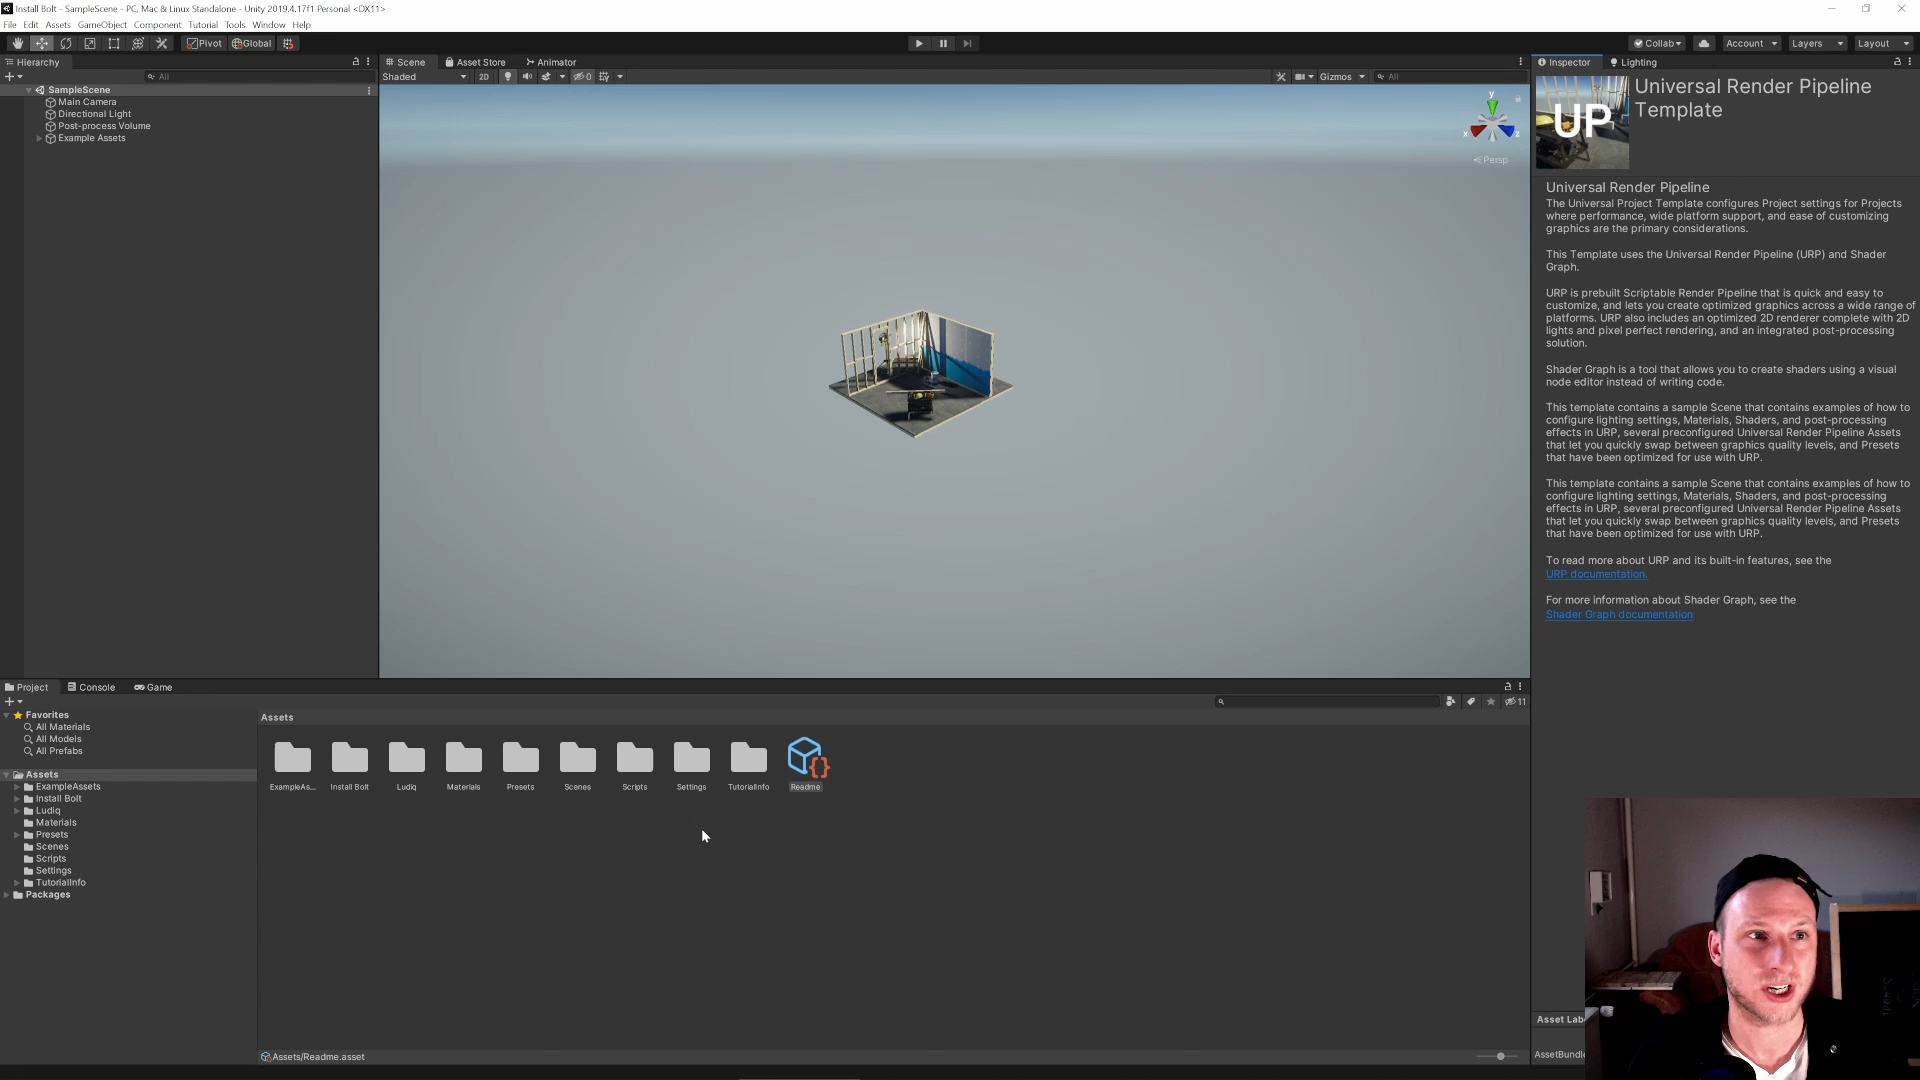 Install Bolt - SampleScene - PC, Mac & Linux Standalone - Unity 2019.4.17f1 Personal <DX11>
File Edit Assets GameObject Component Tutorial Tools Window Help
Pivot Global Collab Account Layers Layout
Hierarchy
All
SampleScene
Main Camera
Directional Light
Post-process Volume
Example Assets
Scene Asset Store Animator
Shaded 2D 0 Gizmos All
y
x z
Persp
Inspector Lighting
UP
Universal Render Pipeline
Template
Universal Render Pipeline
The Universal Project Template configures Project settings for Projects
where performance, wide platform support, and ease of customizing
graphics are the primary considerations.
This Template uses the Universal Render Pipeline (URP) and Shader
Graph.
URP is prebuilt Scriptable Render Pipeline that is quick and easy to
customize, and lets you create optimized graphics across a wide range of
platforms. URP also includes an optimized 2D renderer complete with 2D
lights and pixel perfect rendering, and an integrated post-processing
solution.
Shader Graph is a tool that allows you to create shaders using a visual
node editor instead of writing code.
This template contains a sample Scene that contains examples of how to
configure lighting settings, Materials, Shaders, and post-processing
effects in URP, several preconfigured Universal Render Pipeline Assets
that let you quickly swap between graphics quality levels, and Presets
that have been optimized for use with URP.
This template contains a sample Scene that contains examples of how to
configure lighting settings, Materials, Shaders, and post-processing
effects in URP, several preconfigured Universal Render Pipeline Assets
that let you quickly swap between graphics quality levels, and Presets
that have been optimized for use with URP.
To read more about URP and its built-in features, see the
URP documentation.
For more information about Shader Graph, see the
Shader Graph documentation
Asset Lab
AssetBundle
Project Console Game
11
Favorites
All Materials
All Models
All Prefabs
Assets
ExampleAssets
Install Bolt
Ludiq
Materials
Presets
Scenes
Scripts
Settings
TutorialInfo
Packages
Assets
ExampleAs... Install Bolt Ludiq Materials Presets Scenes Scripts Settings TutorialInfo Readme
Assets/Readme.asset